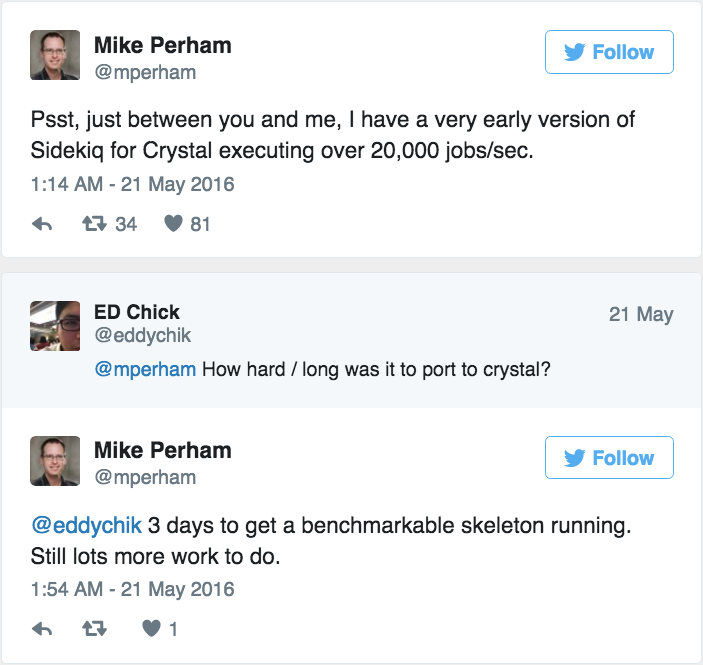 Mike Perham
@mperham
Follow
Psst, just between you and me, I have a very early version of
Sidekiq for Crystal executing over 20,000 jobs/sec.
1:14 AM - 21 May 2016
34
81
ED Chick
21 May
@eddychik
@mperham How hard / long was it to port to crystal?
Mike Perham
@mperham
Follow
@eddychik 3 days to get a benchmarkable skeleton running.
Still lots more work to do.
1:54 AM - 21 May 2016
1